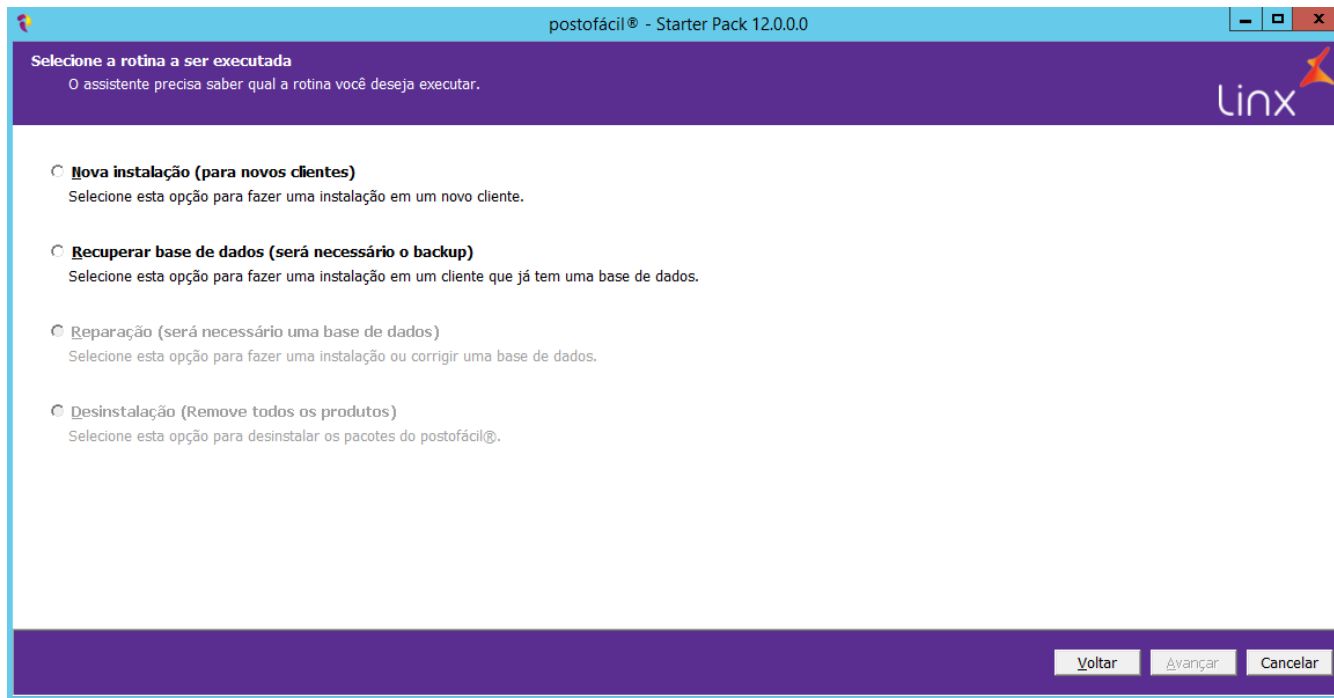 postofácil® - Starter Pack 12.0.0.0
Selecione a rotina a ser executada
O assistente precisa saber qual a rotina você deseja executar.
Linx
Nova instalação (para novos clientes)
Selecione esta opção para fazer uma instalação em um novo cliente.
Recuperar base de dados (será necessário o backup)
Selecione esta opção para fazer uma instalação em um cliente que já tem uma base de dados.
Reparação (será necessário uma base de dados)
Selecione esta opção para fazer uma instalação ou corrigir uma base de dados.
Desinstalação (Remove todos os produtos)
Selecione esta opção para desinstalar os pacotes do postofácil®.
Voltar Avançar Cancelar